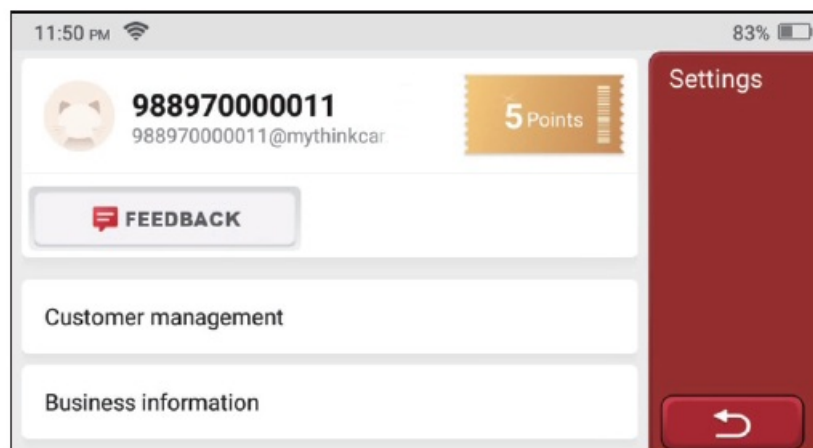 11:50 PM
83%
Settings
988970000011
988970000011@mythinkcar
5 Points
FEEDBACK
Customer management
Business information